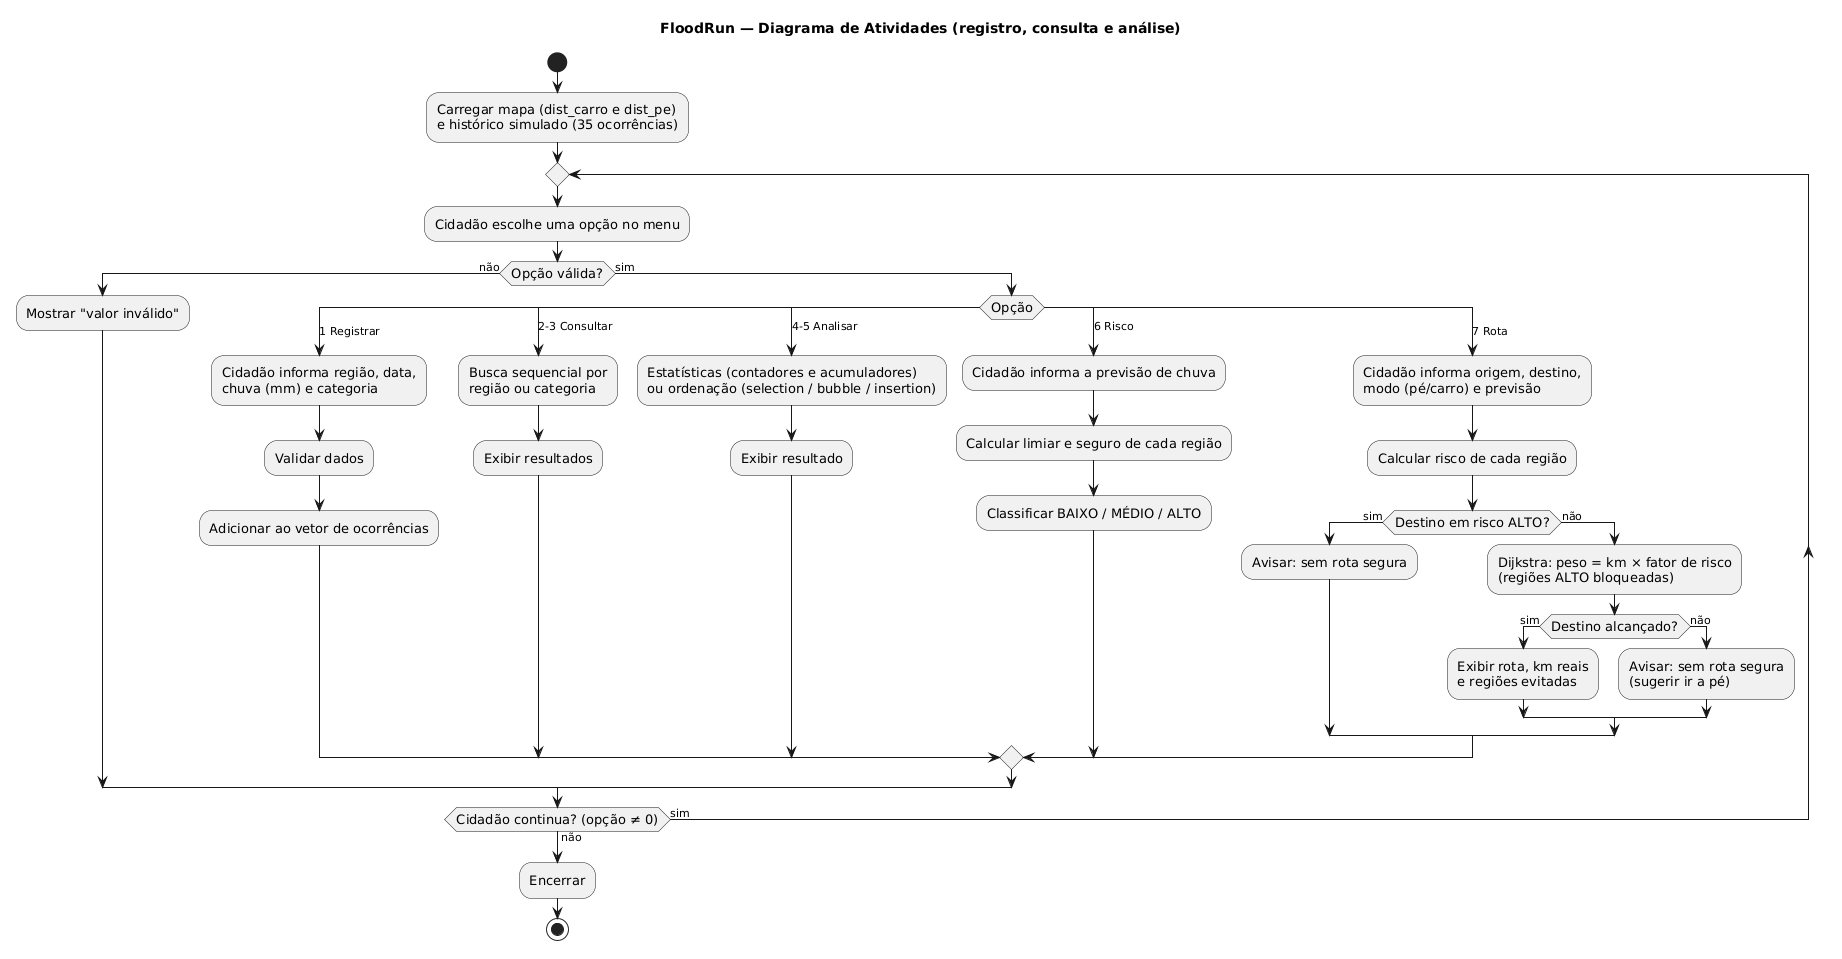 FloodRun — Diagrama de Atividades (registro, consulta e análise)
Carregar mapa (dist_carro e dist_pe)
e histórico simulado (35 ocorrências)
Cidadão escolhe uma opção no menu
não
Opção válida?
sim
Mostrar "valor inválido"
Opção
1 Registrar
Cidadão informa região, data,
chuva (mm) e categoria
Validar dados
Adicionar ao vetor de ocorrências
2-3 Consultar
Busca sequencial por
região ou categoria
Exibir resultados
4-5 Analisar
Estatísticas (contadores e acumuladores)
ou ordenação (selection / bubble / insertion)
Exibir resultado
6 Risco
Cidadão informa a previsão de chuva
Calcular limiar e seguro de cada região
Classificar BAIXO / MÉDIO / ALTO
7 Rota
Cidadão informa origem, destino,
modo (pé/carro) e previsão
Calcular risco de cada região
sim
Destino em risco ALTO?
não
Avisar: sem rota segura
Dijkstra: peso = km × fator de risco
(regiões ALTO bloqueadas)
sim
Destino alcançado?
não
Exibir rota, km reais
e regiões evitadas
Avisar: sem rota segura
(sugerir ir a pé)
Cidadão continua? (opção ≠ 0)
sim
não
Encerrar